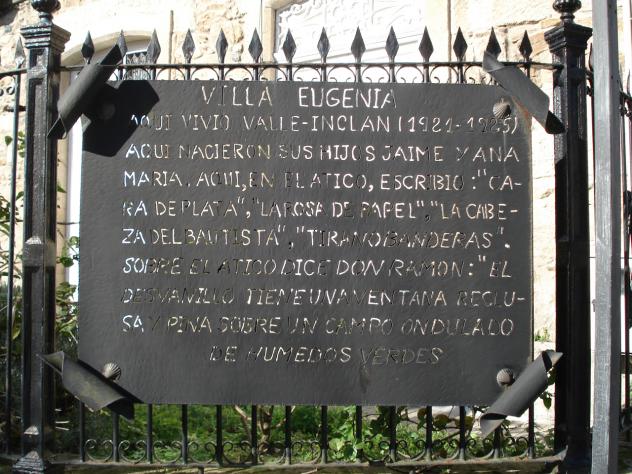 VILLA EUGENIA
AQUI VIVIO VALLE-INCLAN (1921-1925)
AQUI NACIERON SUS HIJOS JAIME Y ANA
MARIA. AQUI, EN EL ATICO, ESCRIBIO: "CA-
RA DE PLATA", "LA ROSA DE PAPEL", "LA CABE-
ZA DEL BAUTISTA", "TIRANO BANDERAS".
SOBRE EL ATICO DICE DON RAMON: "EL
DESVANILLO TIENE UNA VENTANA RECLU-
SA Y PINA SOBRE UN CAMPO ONDULALO
DE HUMEDOS VERDES